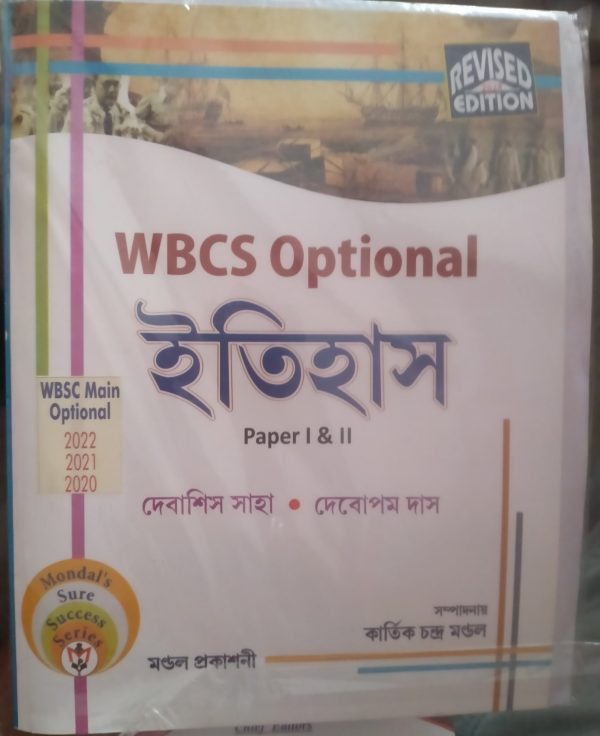 REVISED
EDITION
WBCS Optional
ইতিহাস
Paper I & II
WBSC Main
Optional
2022
2021
2020
দেবাশিস সাহা • দেবোপম দাস
Mondal's
Sure
Success
Series
সম্পাদনায়
কার্তিক চন্দ্র মণ্ডল
মণ্ডল প্রকাশনী